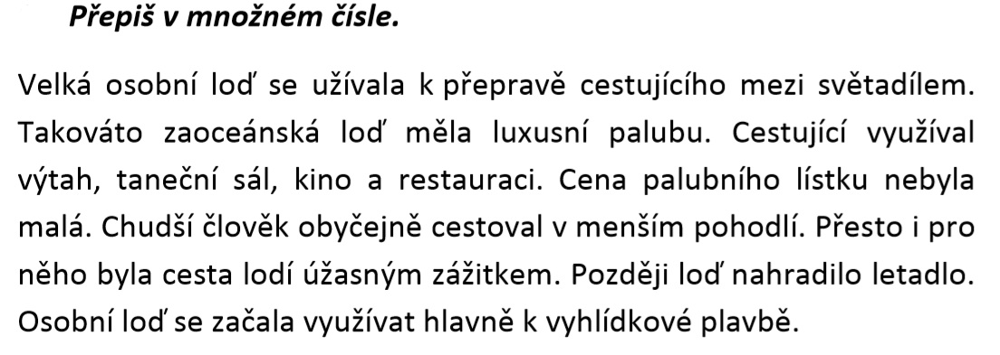 Přepiš v množném čísle.
Velká osobní loď se užívala k přepravě cestujícího mezi světadílem.
Takováto zaoceánská loď měla luxusní palubu. Cestující využíval
výtah, taneční sál, kino a restauraci. Cena palubního lístku nebyla
malá. Chudší člověk obyčejně cestoval v menším pohodlí. Přesto i pro
něho byla cesta lodí úžasným zážitkem. Později loď nahradilo letadlo.
Osobní loď se začala využívat hlavně k vyhlídkové plavbě.